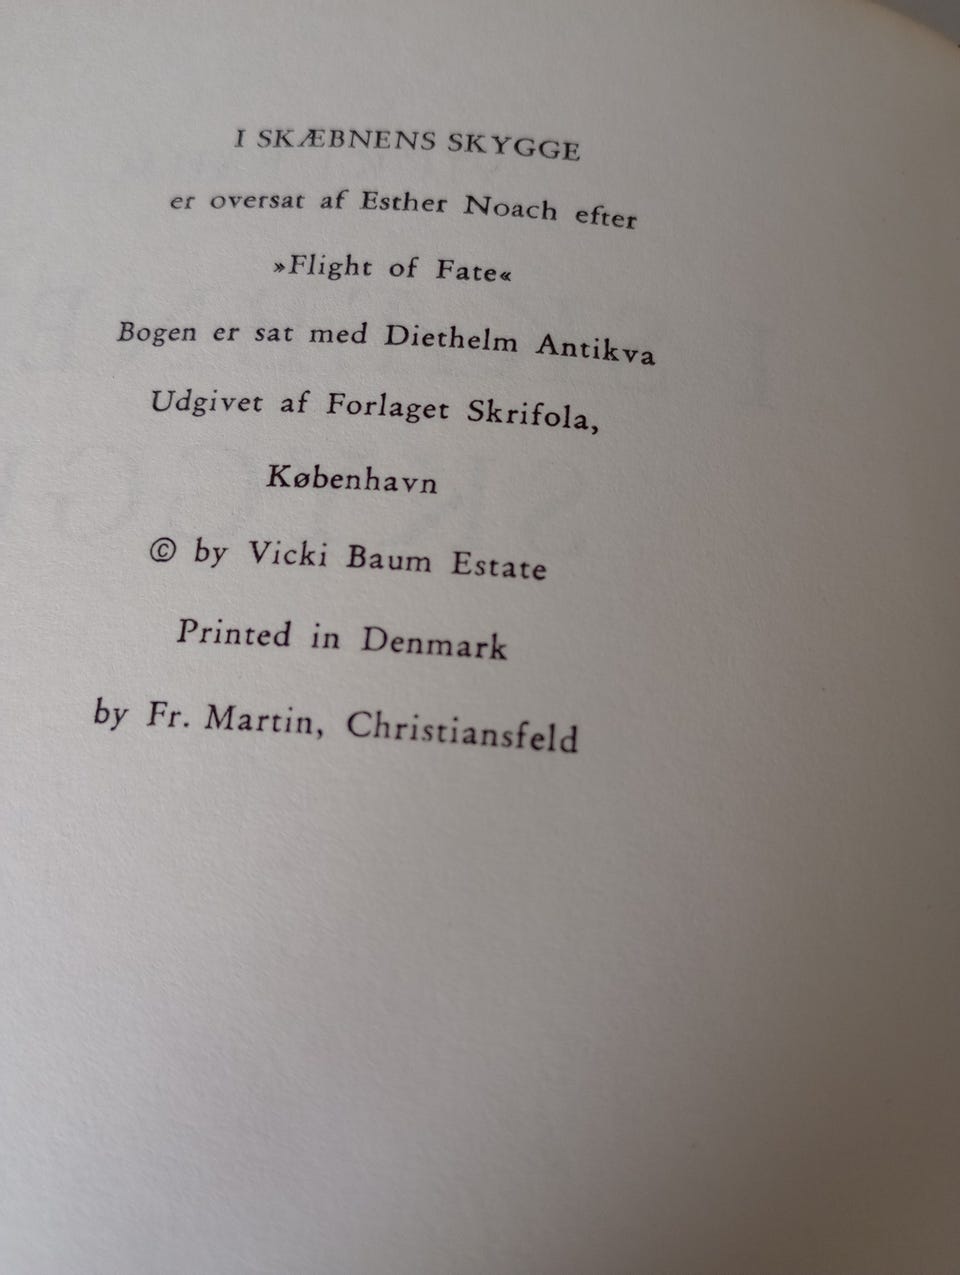 I SKÆBNENS SKYGGE
er oversat af Esther Noach efter
»Flight of Fate«
Bogen er sat med Diethelm Antikva
Udgivet af Forlaget Skrifola,
København
© by Vicki Baum Estate
Printed in Denmark
by Fr. Martin, Christiansfeld